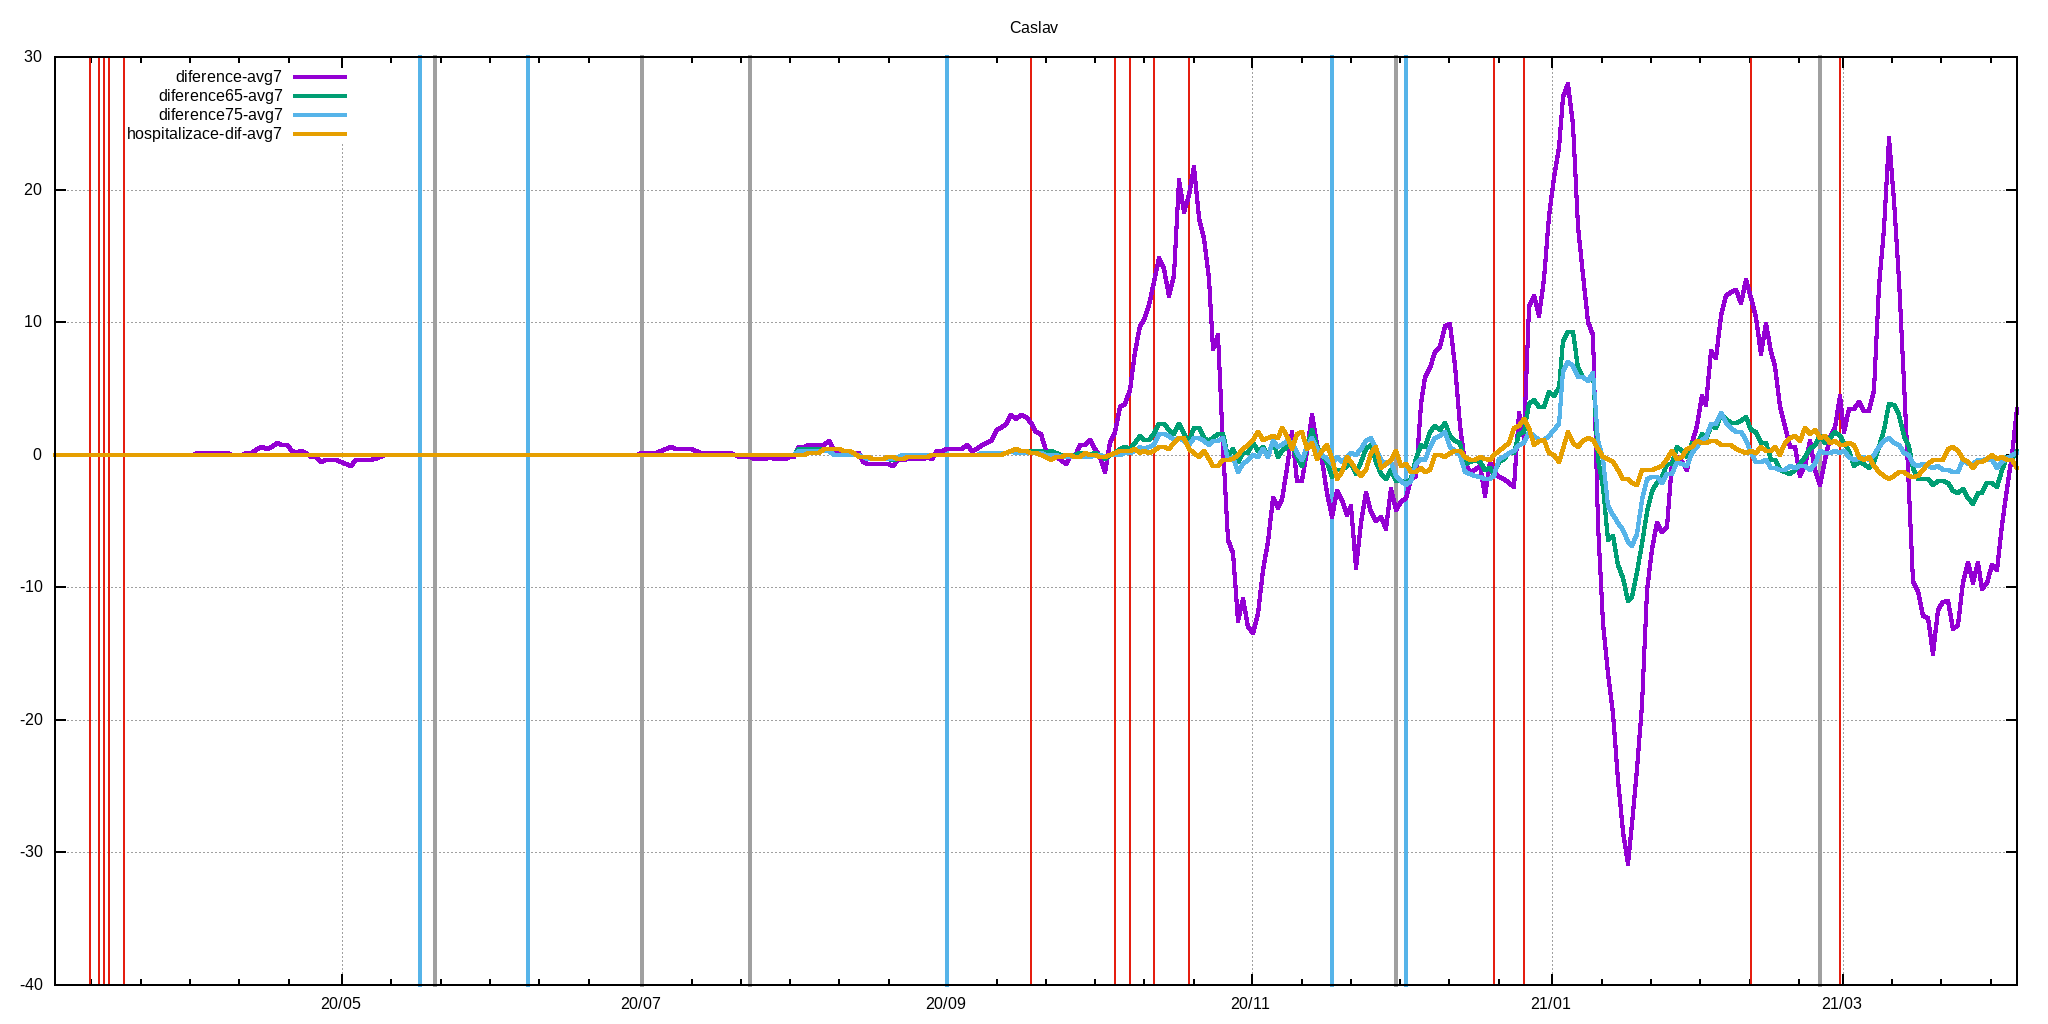 Caslav
30
diference-avg7
diference65-avg7
diference75-avg7
hospitalizace-dif-avg7
20
10
0
-10
-20
-30
-40
20/05 20/07 20/09 20/11 21/01 21/03